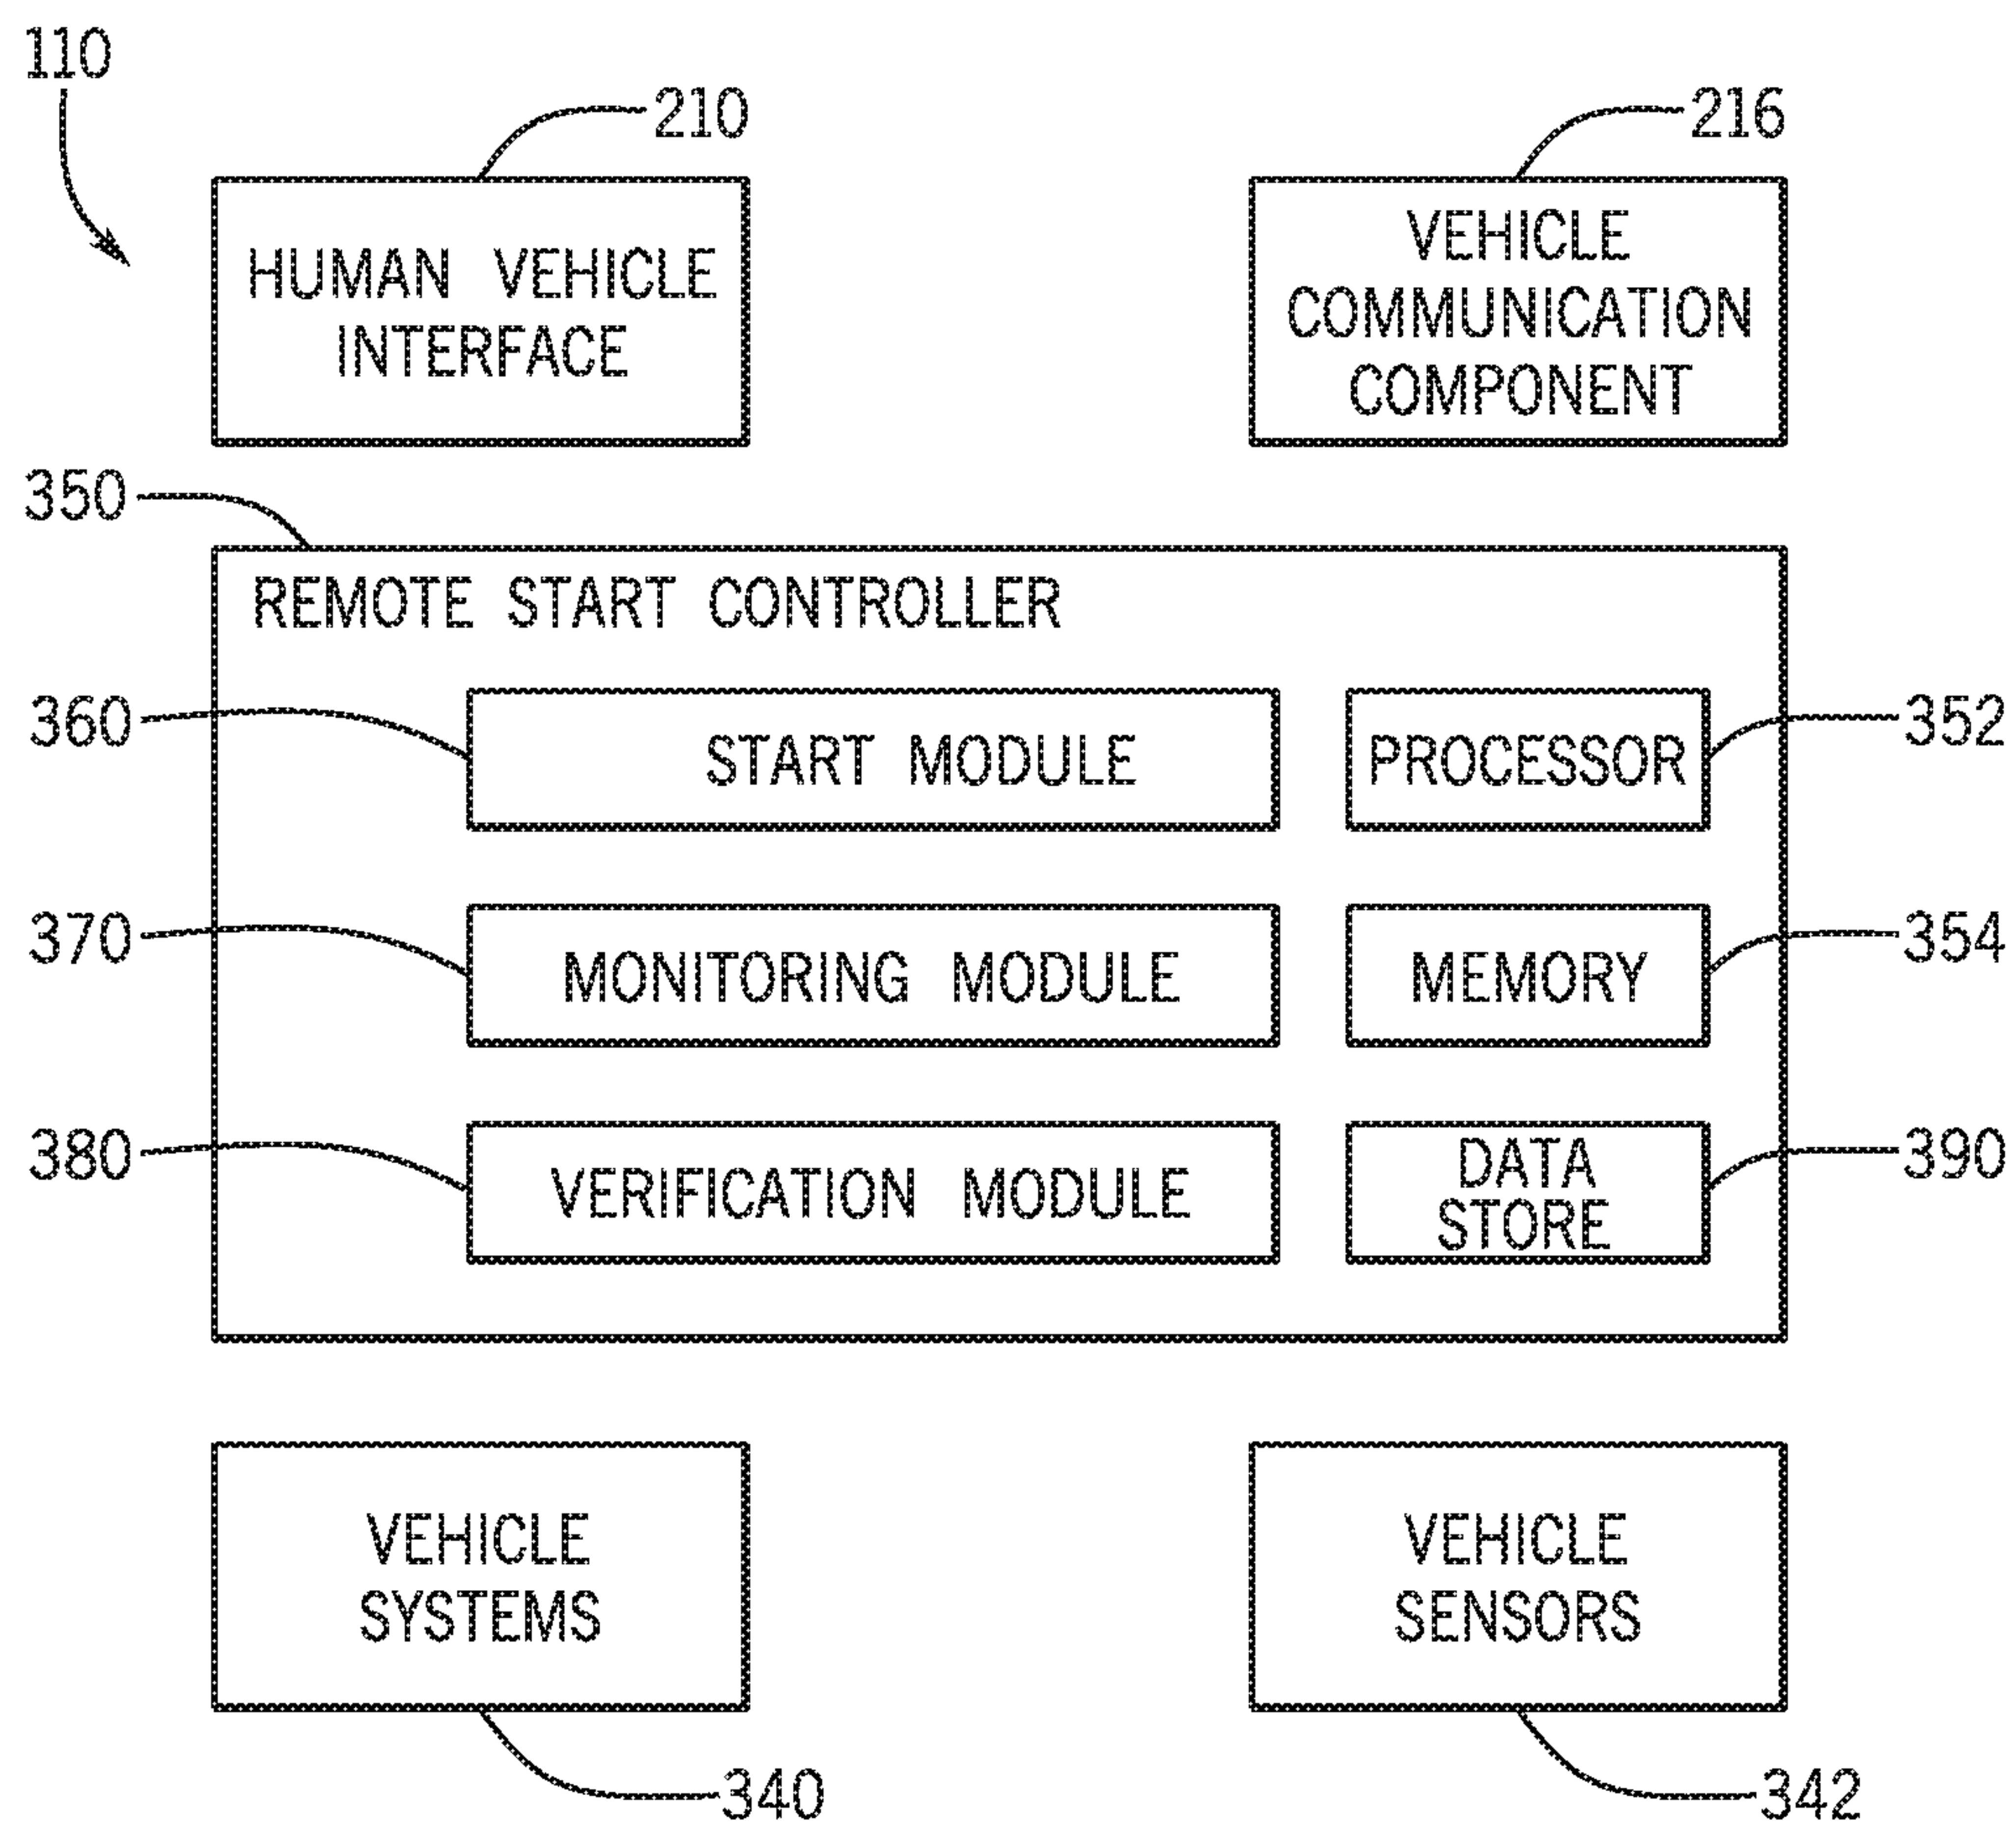 110
210
216
HUMAN VEHICLE
INTERFACE
VEHICLE
COMMUNICATION
COMPONENT
350
REMOTE START CONTROLLER
360
START MODULE
PROCESSOR
352
370
MONITORING MODULE
MEMORY
354
380
VERIFICATION MODULE
DATA
STORE
390
VEHICLE
SYSTEMS
VEHICLE
SENSORS
340
342